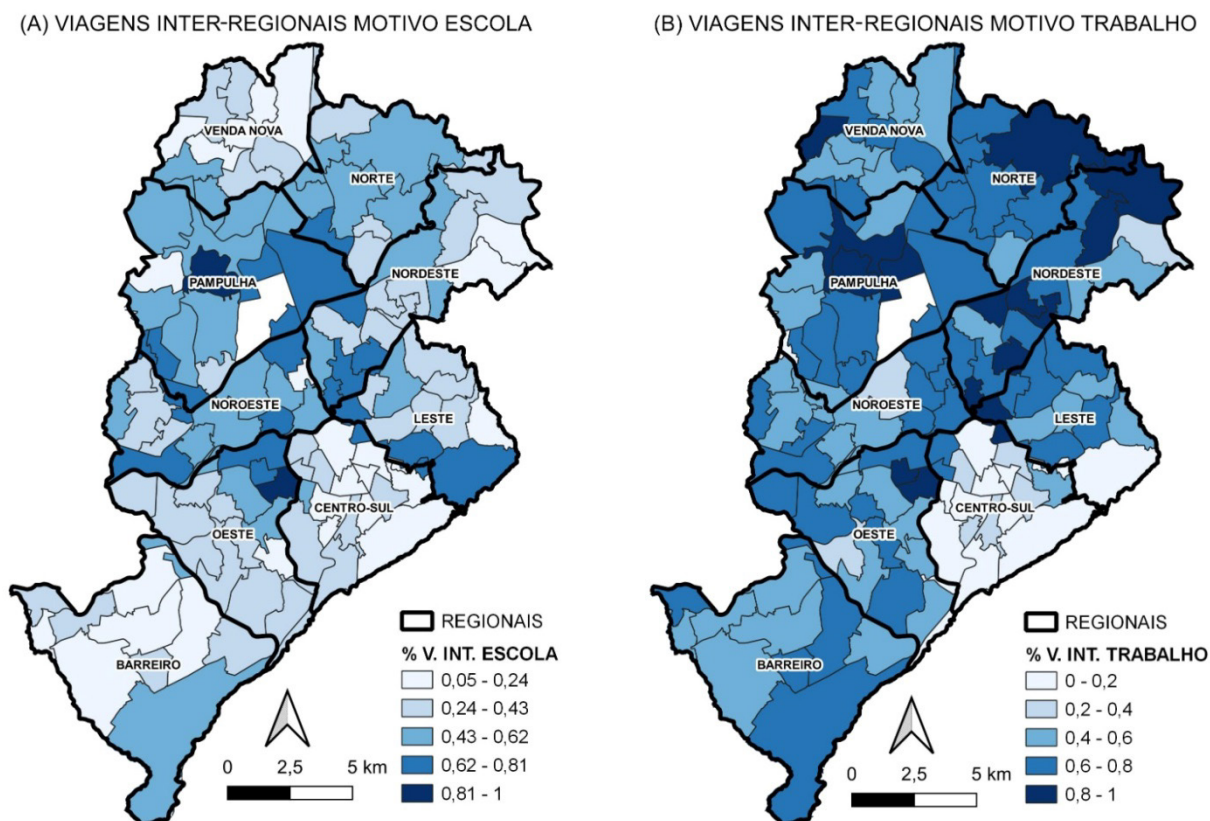 (A) VIAGENS INTER-REGIONAIS MOTIVO ESCOLA
VENDA NOVA
NORTE
NORDESTE
PAMPULHA
NOROESTE
LESTE
CENTRO-SUL
OESTE
BARREIRO
REGIONAIS
% V. INT. ESCOLA
0,05 - 0,24
0,24 - 0,43
0,43 - 0,62
0,62 - 0,81
0,81 - 1
0 2,5 5 km
(B) VIAGENS INTER-REGIONAIS MOTIVO TRABALHO
VENDA NOVA
NORTE
NORDESTE
PAMPULHA
NOROESTE
LESTE
CENTRO-SUL
OESTE
BARREIRO
REGIONAIS
% V. INT. TRABALHO
0 - 0,2
0,2 - 0,4
0,4 - 0,6
0,6 - 0,8
0,8 - 1
0 2,5 5 km